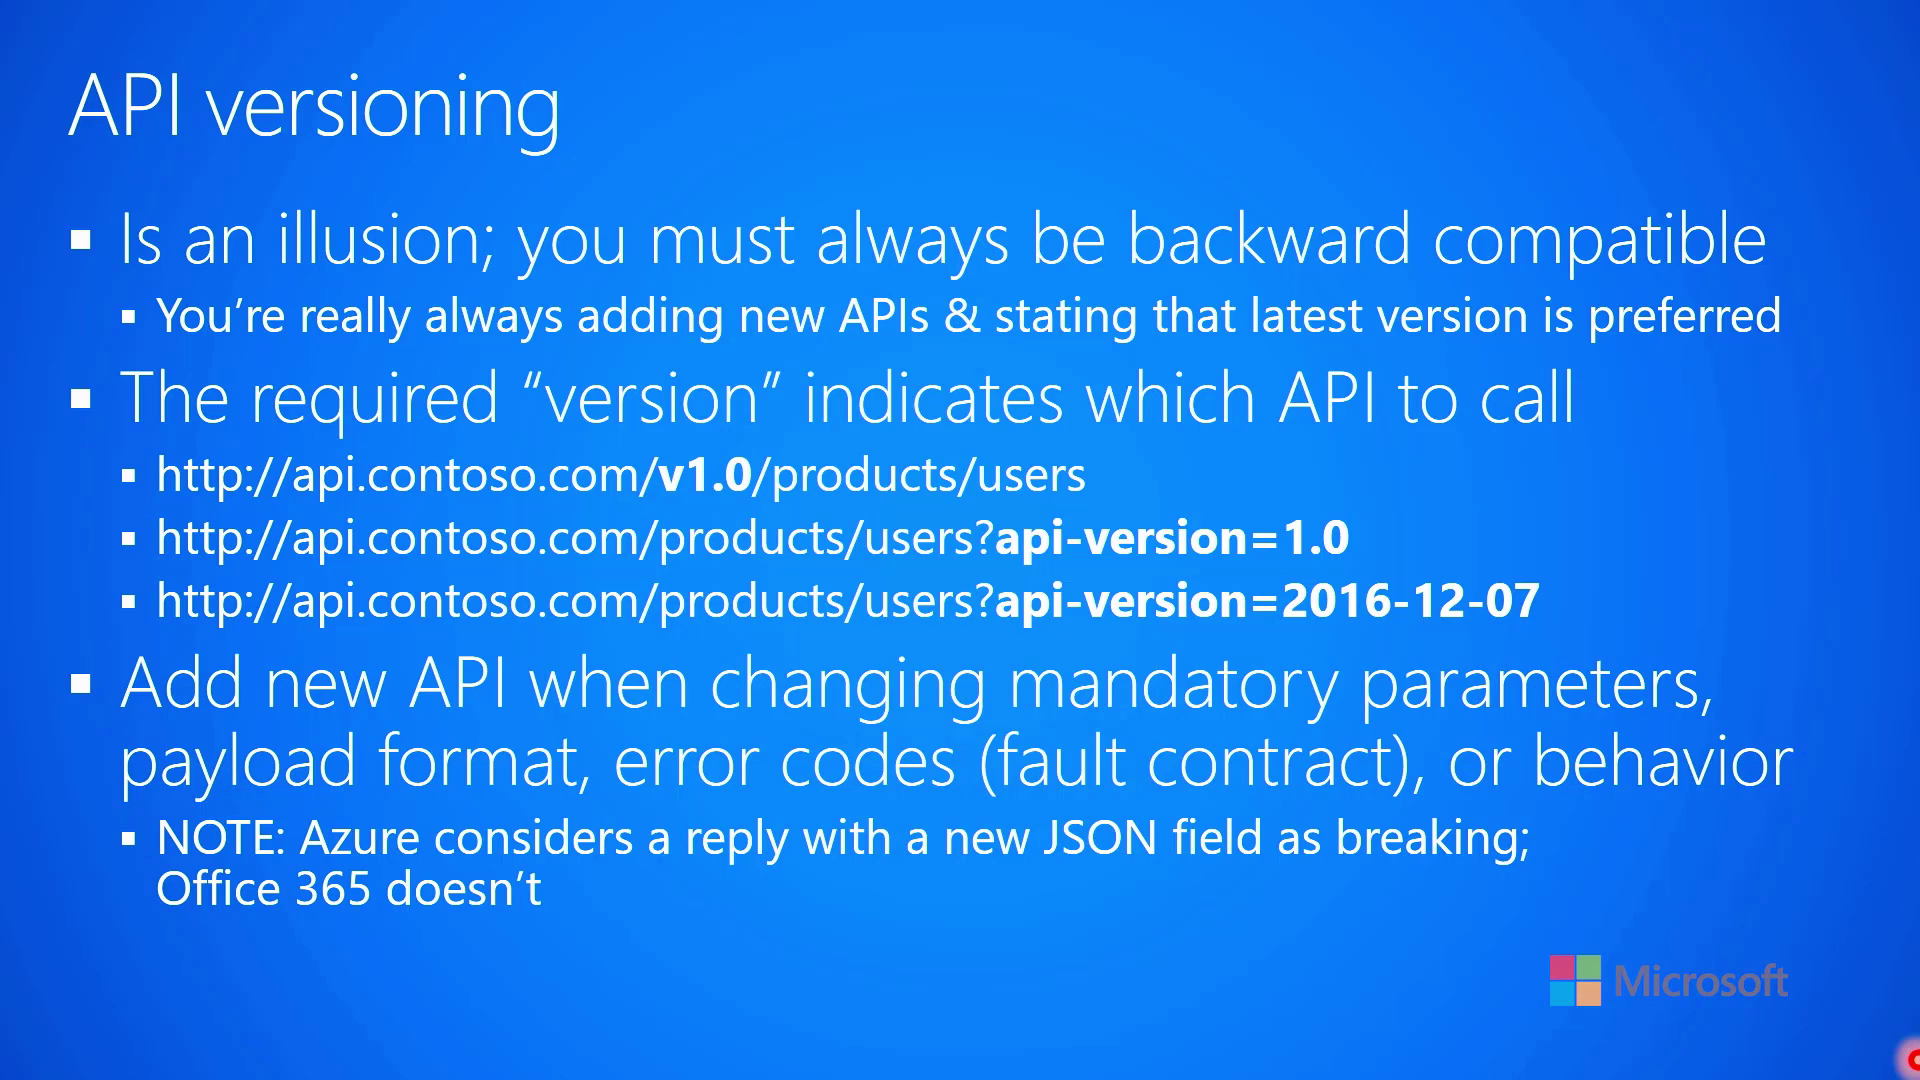 API versioning
Is an illusion; you must always be backward compatible
You’re really always adding new APIs & stating that latest version is preferred
The required “version” indicates which API to call
http://api.contoso.com/v1.0/products/users
http://api.contoso.com/products/users?api-version=1.0
http://api.contoso.com/products/users?api-version=2016-12-07
Add new API when changing mandatory parameters,
payload format, error codes (fault contract), or behavior
NOTE: Azure considers a reply with a new JSON field as breaking;
Office 365 doesn’t
Microsoft